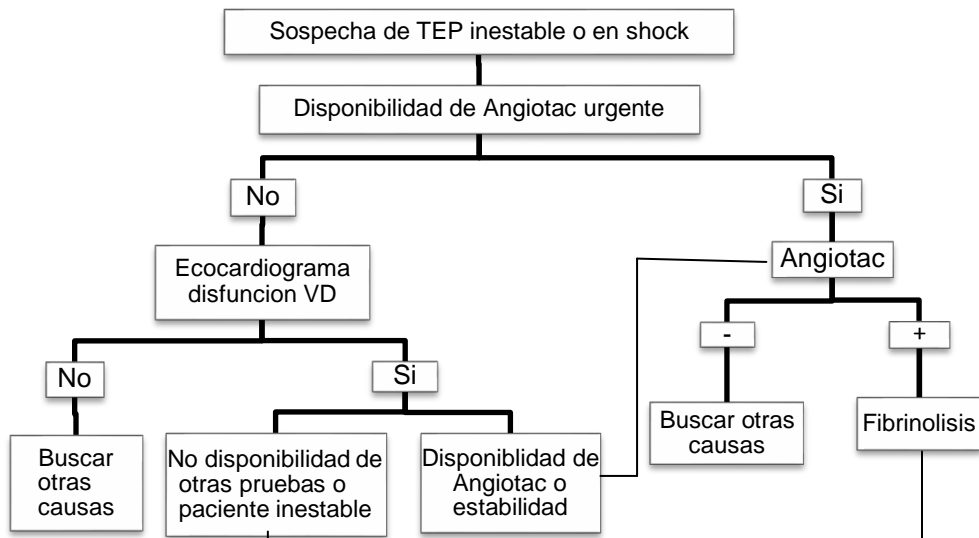 Sospecha de TEP inestable o en shock
Disponibilidad de Angiotac urgente
No
Si
Ecocardiograma
disfuncion VD
Angiotac
No
Si
-
+
Buscar
otras
causas
No disponibilidad de
otras pruebas o
paciente inestable
Disponiblidad de
Angiotac o
estabilidad
Buscar otras
causas
Fibrinolisis